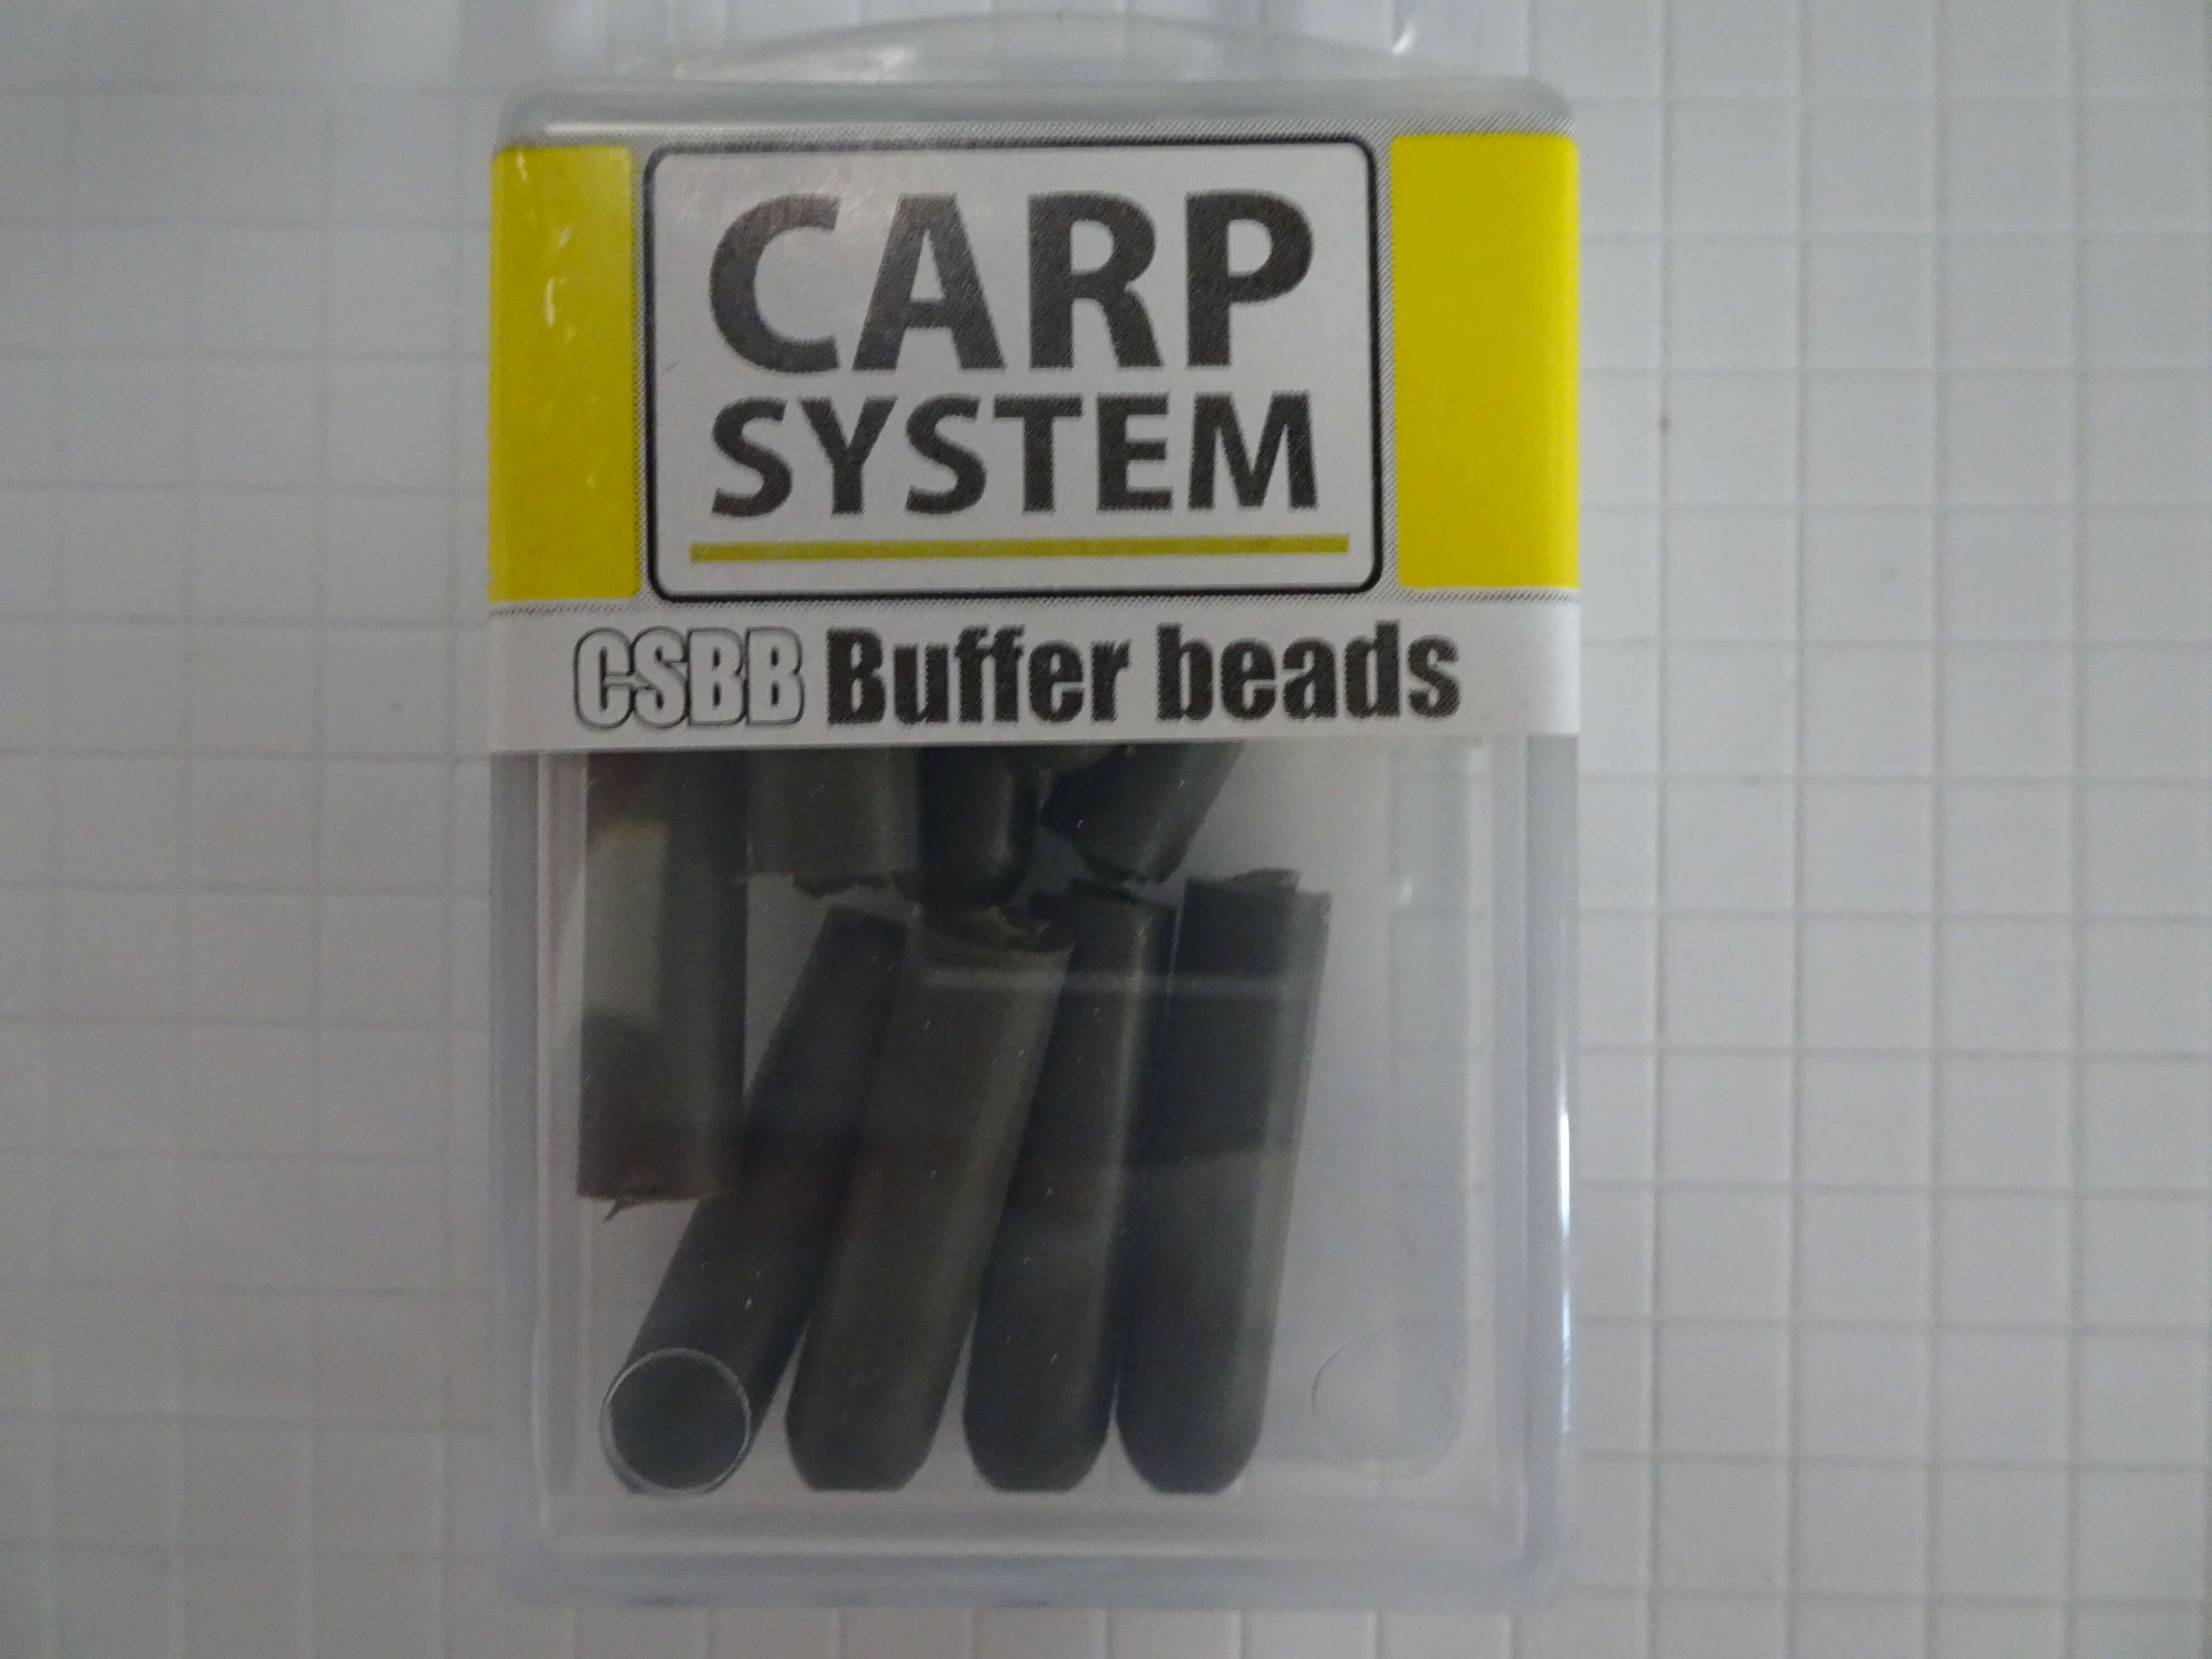 CARP
SYSTEM
CSBB Buffer beads